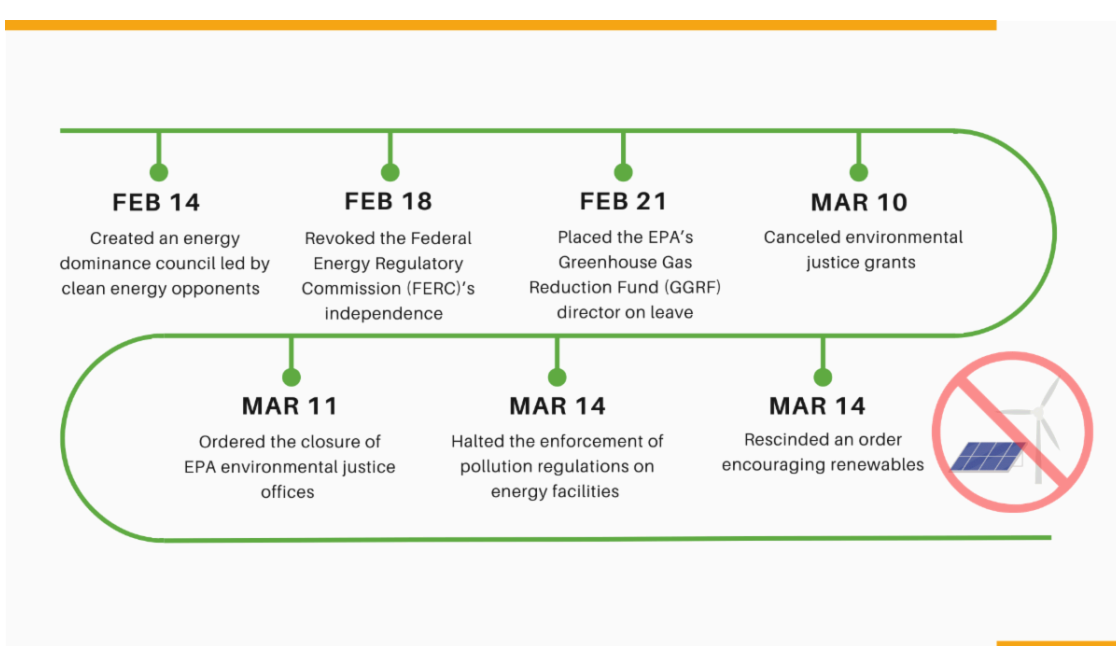 FEB 14
Created an energy
dominance council led by
clean energy opponents
FEB 18
Revoked the Federal
Energy Regulatory
Commission (FERC)'s
independence
FEB 21
Placed the EPA's
Greenhouse Gas
Reduction Fund (GGRF)
director on leave
MAR 10
Canceled environmental
justice grants
MAR 11
Ordered the closure of
EPA environmental justice
offices
MAR 14
Halted the enforcement of
pollution regulations on
energy facilities
MAR 14
Rescinded an order
encouraging renewables